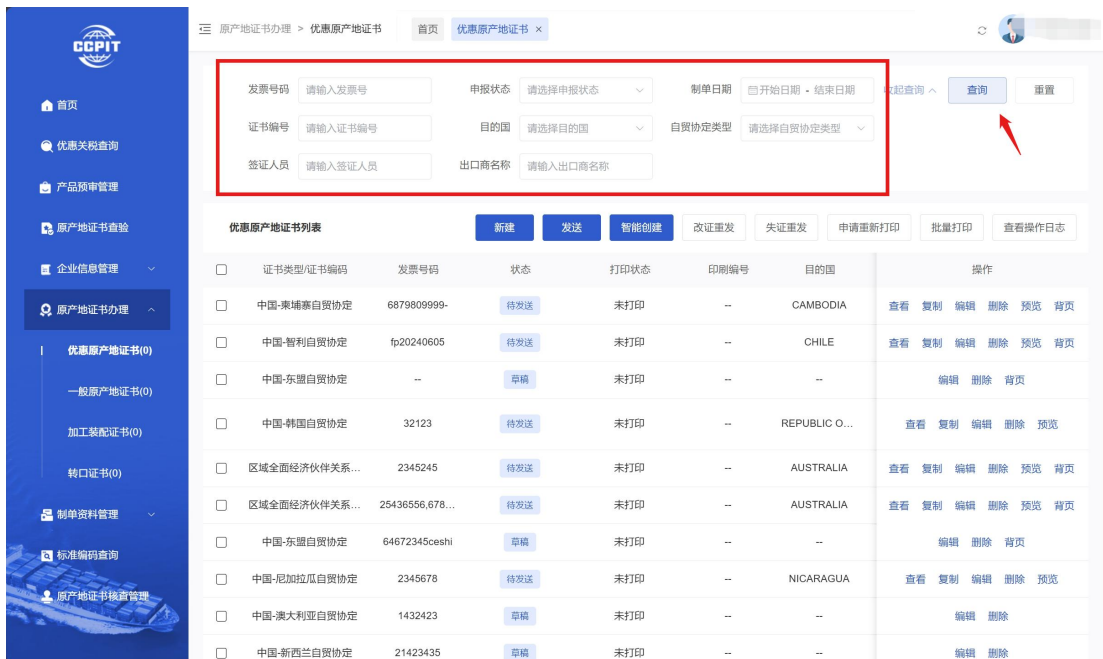 CCPIT
首页
优惠关税查询
产品预审管理
原产地证书查验
企业信息管理
原产地证书办理
优惠原产地证书(0)
一般原产地证书(0)
加工装配证书(0)
转口证书(0)
制单资料管理
标准编码查询
原产地证书核查管理
原产地证书办理 > 优惠原产地证书 首页 优惠原产地证书 ×
发票号码 请输入发票号 申报状态 请选择申报状态 制单日期 开始日期 - 结束日期 收起查询 查询 重置
证书编号 请输入证书编号 目的国 请选择目的国 自贸协定类型 请选择自贸协定类型
签证人员 请输入签证人员 出口商名称 请输入出口商名称
优惠原产地证书列表 新建 发送 智能创建 改证重发 失证重发 申请重新打印 批量打印 查看操作日志
证书类型/证书编码 发票号码 状态 打印状态 印刷编号 目的国 操作
中国-柬埔寨自贸协定 6879809999- 待发送 未打印 -- CAMBODIA 查看 复制 编辑 删除 预览 背页
中国-智利自贸协定 fp20240605 待发送 未打印 -- CHILE 查看 复制 编辑 删除 预览 背页
中国-东盟自贸协定 -- 草稿 未打印 -- -- 编辑 删除 背页
中国-韩国自贸协定 32123 待发送 未打印 -- REPUBLIC O... 查看 复制 编辑 删除 预览
区域全面经济伙伴关系... 2345245 待发送 未打印 -- AUSTRALIA 查看 复制 编辑 删除 预览 背页
区域全面经济伙伴关系... 25436556,678... 待发送 未打印 -- AUSTRALIA 查看 复制 编辑 删除 预览 背页
中国-东盟自贸协定 64672345ceshi 草稿 未打印 -- -- 编辑 删除 背页
中国-尼加拉瓜自贸协定 2345678 待发送 未打印 -- NICARAGUA 查看 复制 编辑 删除 预览
中国-澳大利亚自贸协定 1432423 草稿 未打印 -- -- 编辑 删除
中国-新西兰自贸协定 21423435 草稿 未打印 -- -- 编辑 删除